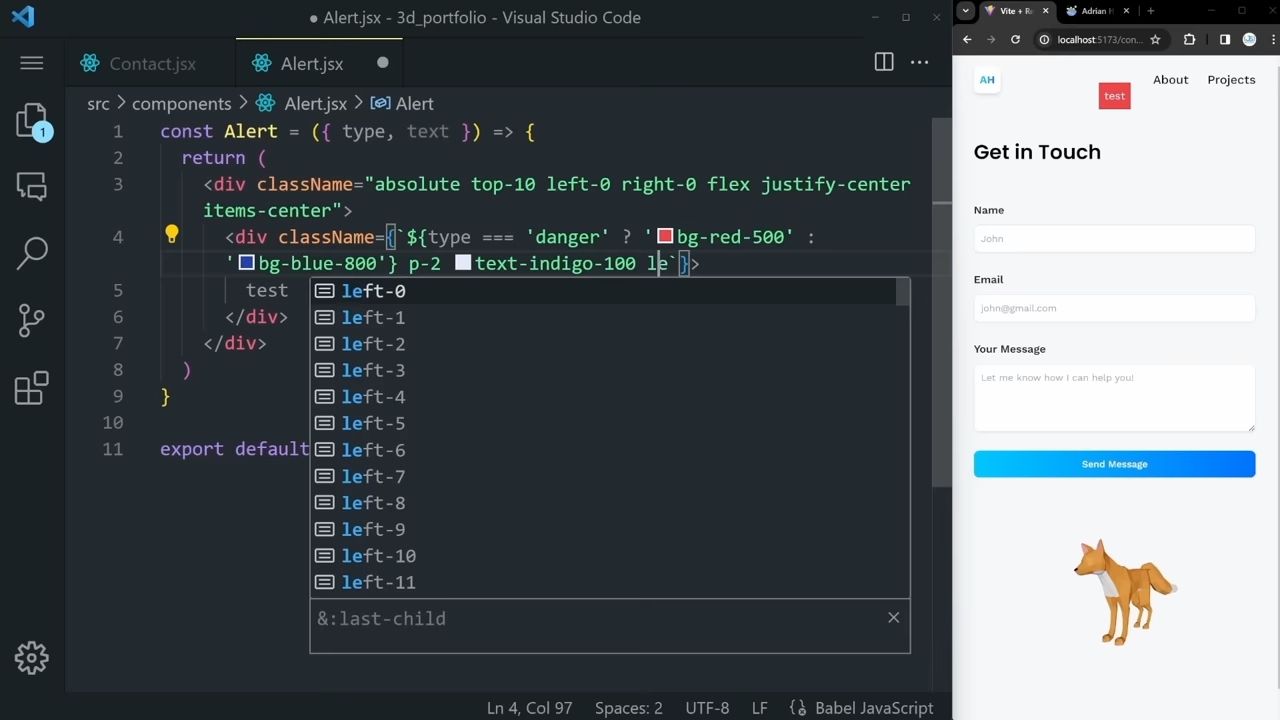 ● Alert.jsx - 3d_portfolio - Visual Studio Code
Contact.jsx
Alert.jsx
src > components > Alert.jsx > Alert
1 const Alert = ({ type, text }) => {
2 return (
3 <div className="absolute top-10 left-0 right-0 flex justify-center
items-center">
4 <div className={`${type === 'danger' ? 'bg-red-500' :
'bg-blue-800'} p-2 text-indigo-100 le`}>
5 test
6 </div>
7 </div>
8 )
9 }
10
11 export default
left-0
left-1
left-2
left-3
left-4
left-5
left-6
left-7
left-8
left-9
left-10
left-11
&:last-child
1
Ln 4, Col 97
Spaces: 2
UTF-8
LF
Babel JavaScript
Vite + Re
Adrian H
localhost:5173/con...
AH
test
About
Projects
Get in Touch
Name
John
Email
john@gmail.com
Your Message
Let me know how I can help you!
Send Message